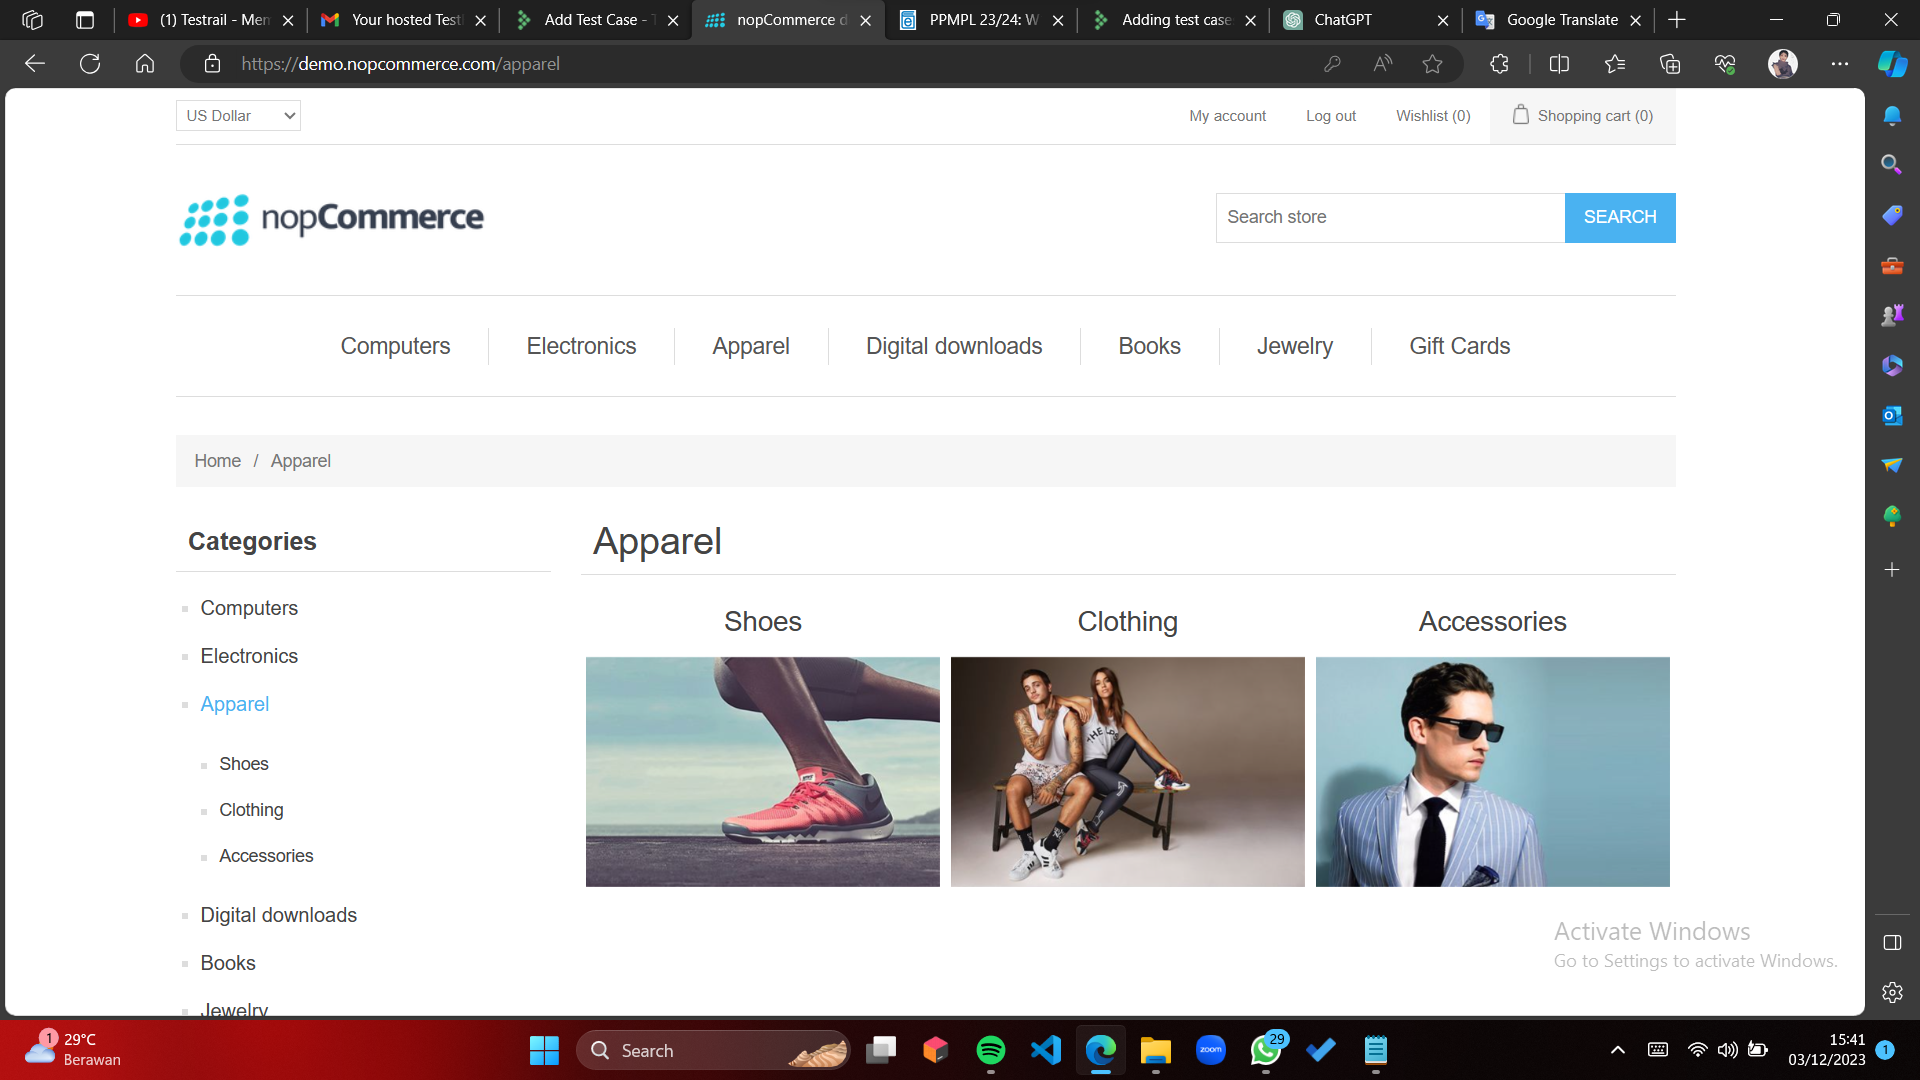 (1) Testrail - Mem
Your hosted Test
Add Test Case - T
nopCommerce d
PPMPL 23/24: W
Adding test case
ChatGPT
Google Translate
https://demo.nopcommerce.com/apparel
US Dollar
My account
Log out
Wishlist (0)
Shopping cart (0)
nopCommerce
Search store
SEARCH
Computers
Electronics
Apparel
Digital downloads
Books
Jewelry
Gift Cards
Home / Apparel
Categories
Computers
Electronics
Apparel
Shoes
Clothing
Accessories
Digital downloads
Books
Jewelry
Apparel
Shoes
Clothing
Accessories
Activate Windows
Go to Settings to activate Windows.
1
29°C
Berawan
Search
zoom
29
15:41
03/12/2023
1